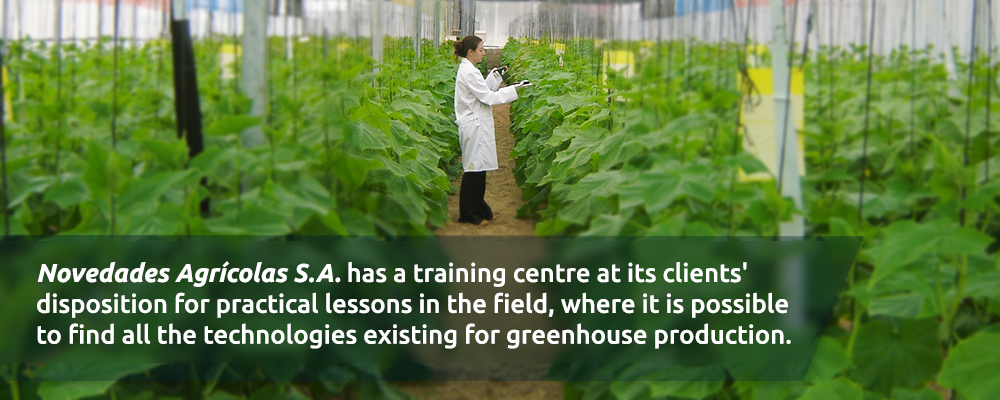 Novedades Agrícolas S.A. has a training centre at its clients'
disposition for practical lessons in the field, where it is possible
to find all the technologies existing for greenhouse production.